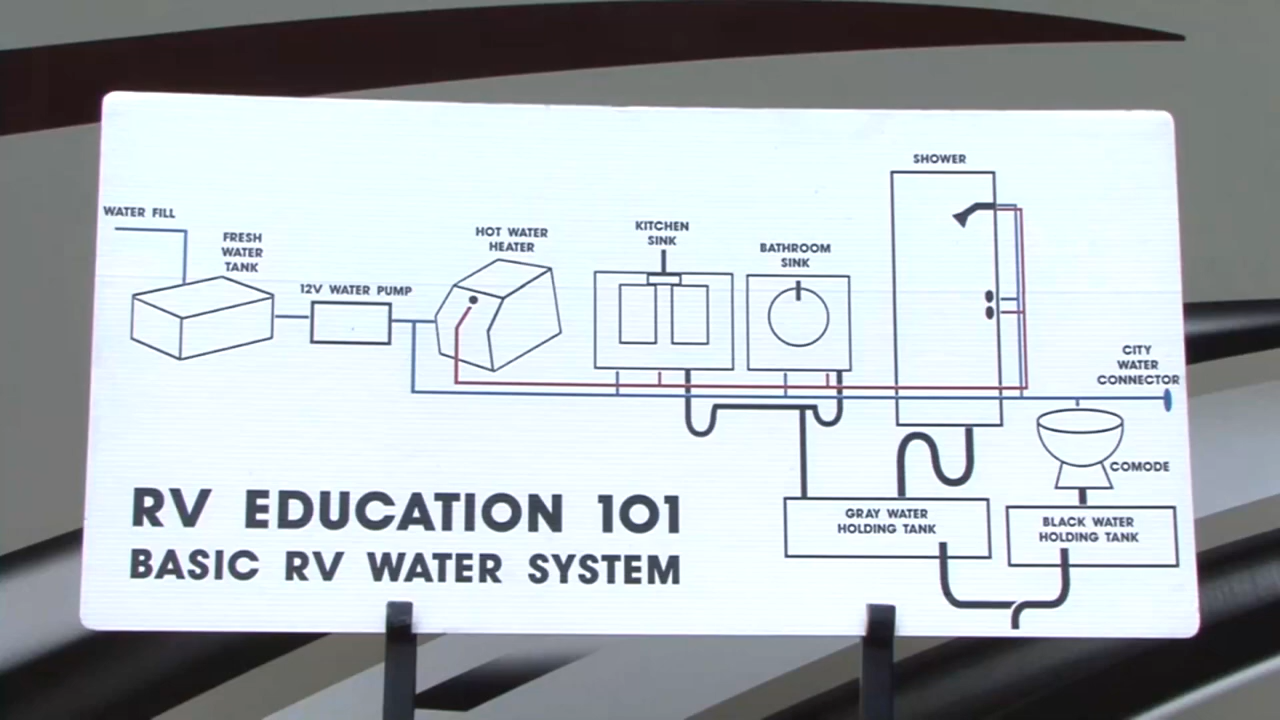 SHOWER
WATER FILL
FRESH
WATER
TANK
12V WATER PUMP
HOT WATER
HEATER
KITCHEN
SINK
BATHROOM
SINK
CITY
WATER
CONNECTOR
COMODE
RV EDUCATION 101
BASIC RV WATER SYSTEM
GRAY WATER
HOLDING TANK
BLACK WATER
HOLDING TANK